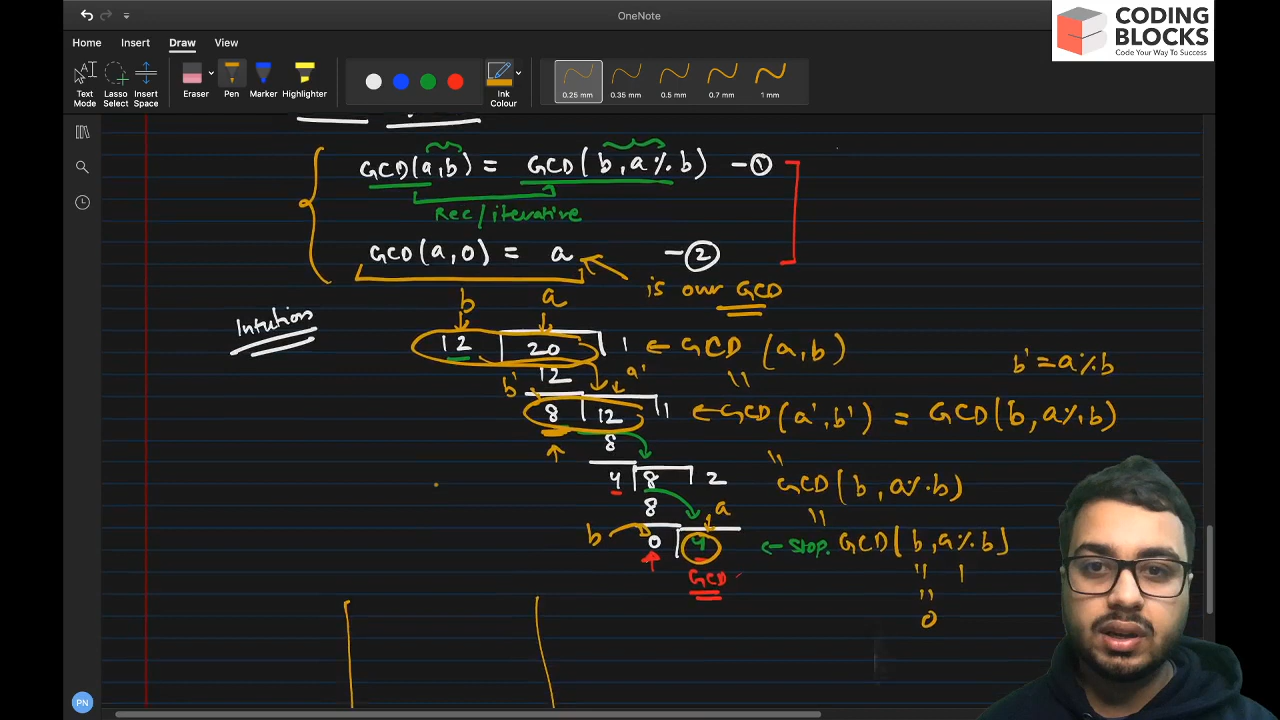 OneNote
CODING
BLOCKS
Code Your Way To Success
Home Insert Draw View
Text Mode
Lasso Select
Insert Space
Eraser
Pen
Marker
Highlighter
Ink Colour
0.25 mm
0.35 mm
0.5 mm
0.7 mm
1 mm
GCD(a,b) = GCD(b, a % b) - ①
Rec/iterative
GCD(a,0) = a - ②
is our GCD
b a
Intution
12 20 1 ← GCD (a,b)
12 "
b' a' b' = a % b
8 12 1 ← GCD(a',b') = GCD(b, a % b)
8 "
4 8 2 GCD(b, a % b)
8 a "
b 0 4 ← Stop. GCD(b, a % b)
GCD " |
"
0
PN